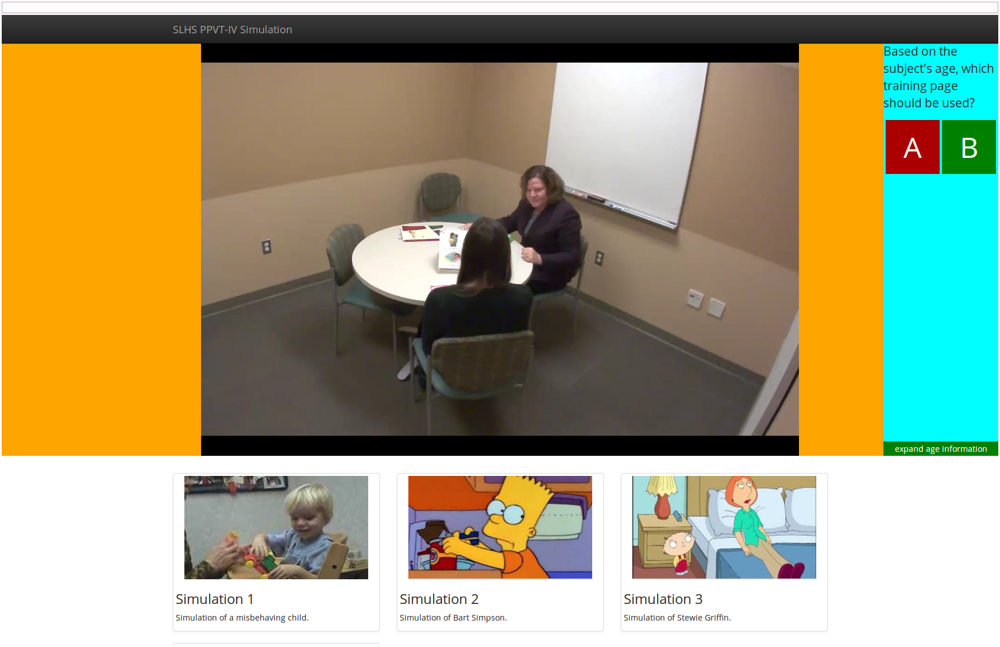 SLHS PPVT-IV Simulation
Based on the
subject's age, which
training page
should be used?
A B
expand age information
Simulation 1
Simulation of a misbehaving child.
Simulation 2
Simulation of Bart Simpson.
Simulation 3
Simulation of Stewie Griffin.